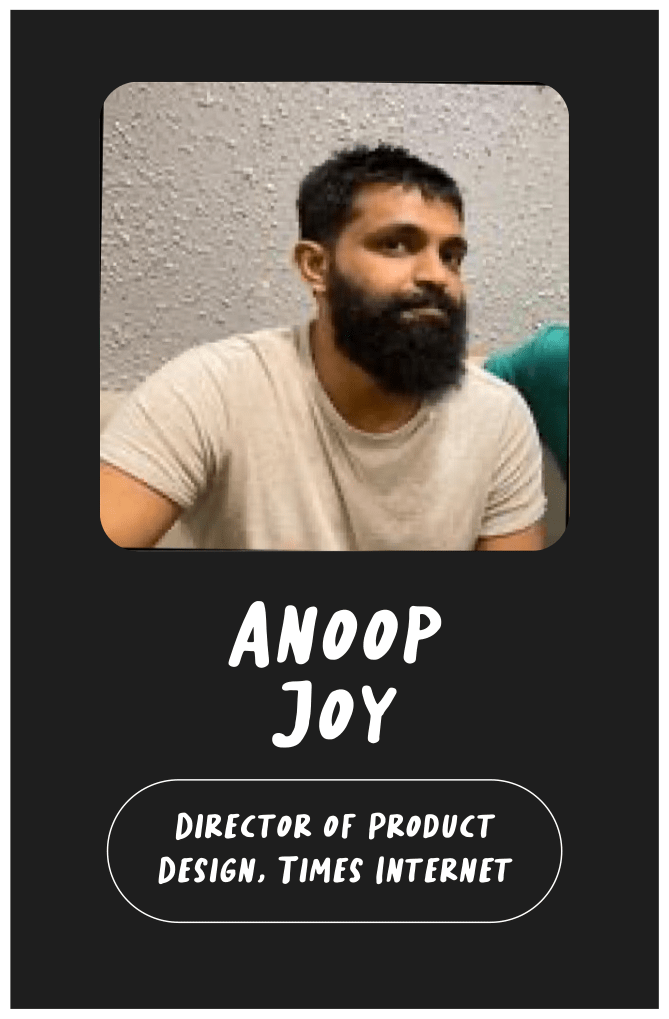 ANOOP
JOY
DIRECTOR OF PRODUCT
DESIGN, TIMES INTERNET